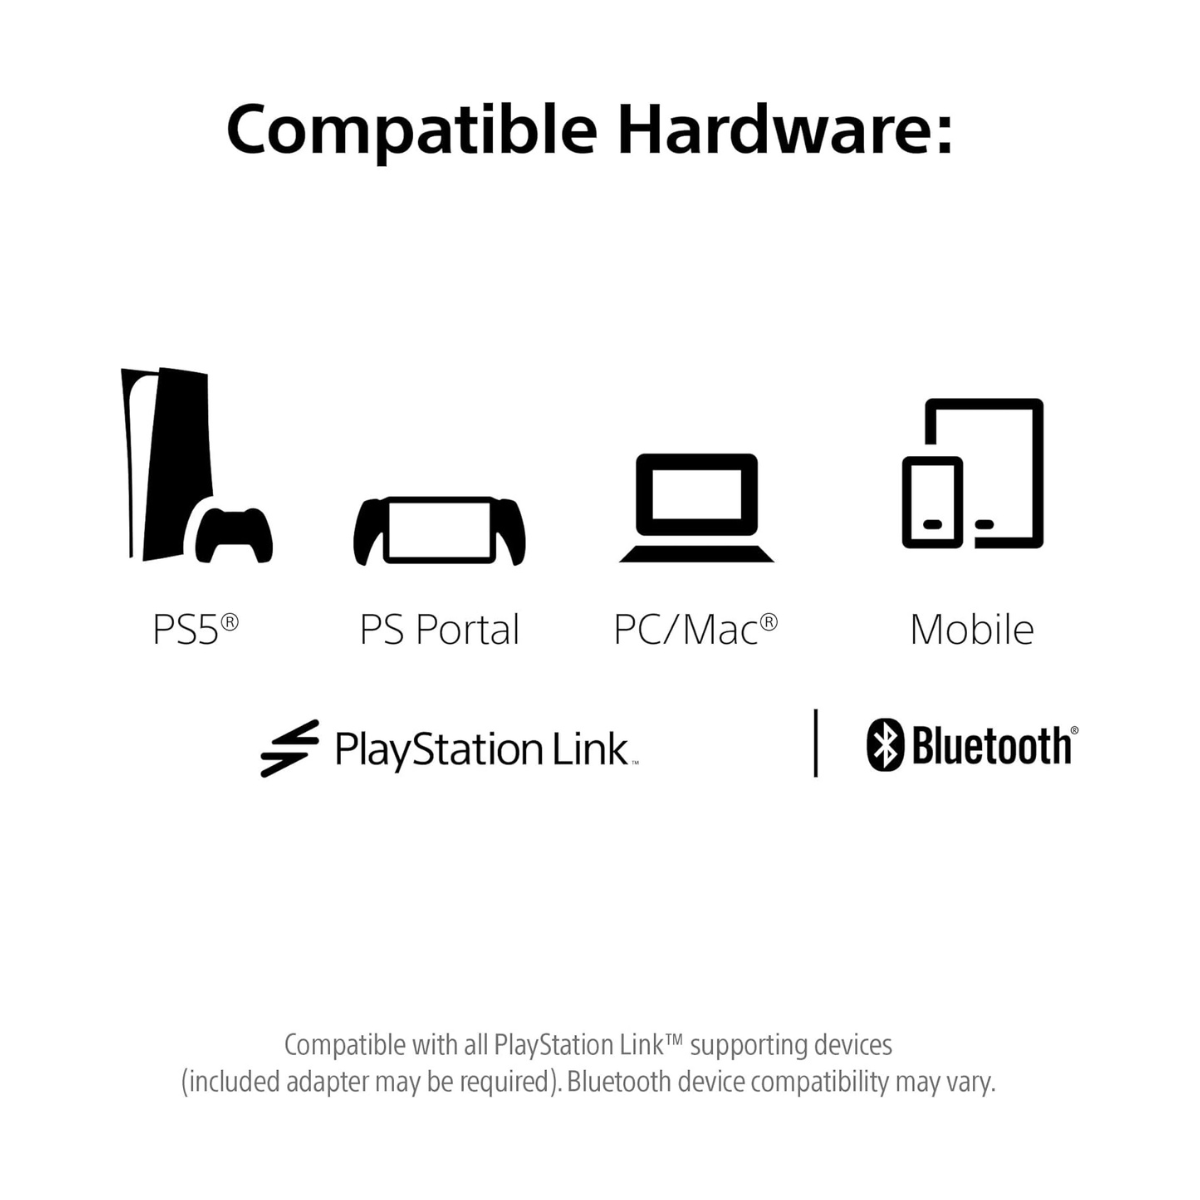 Compatible Hardware:
PS5® PS Portal PC/Mac® Mobile
PlayStation Link™ Bluetooth®
Compatible with all PlayStation Link™ supporting devices
(included adapter may be required). Bluetooth device compatibility may vary.